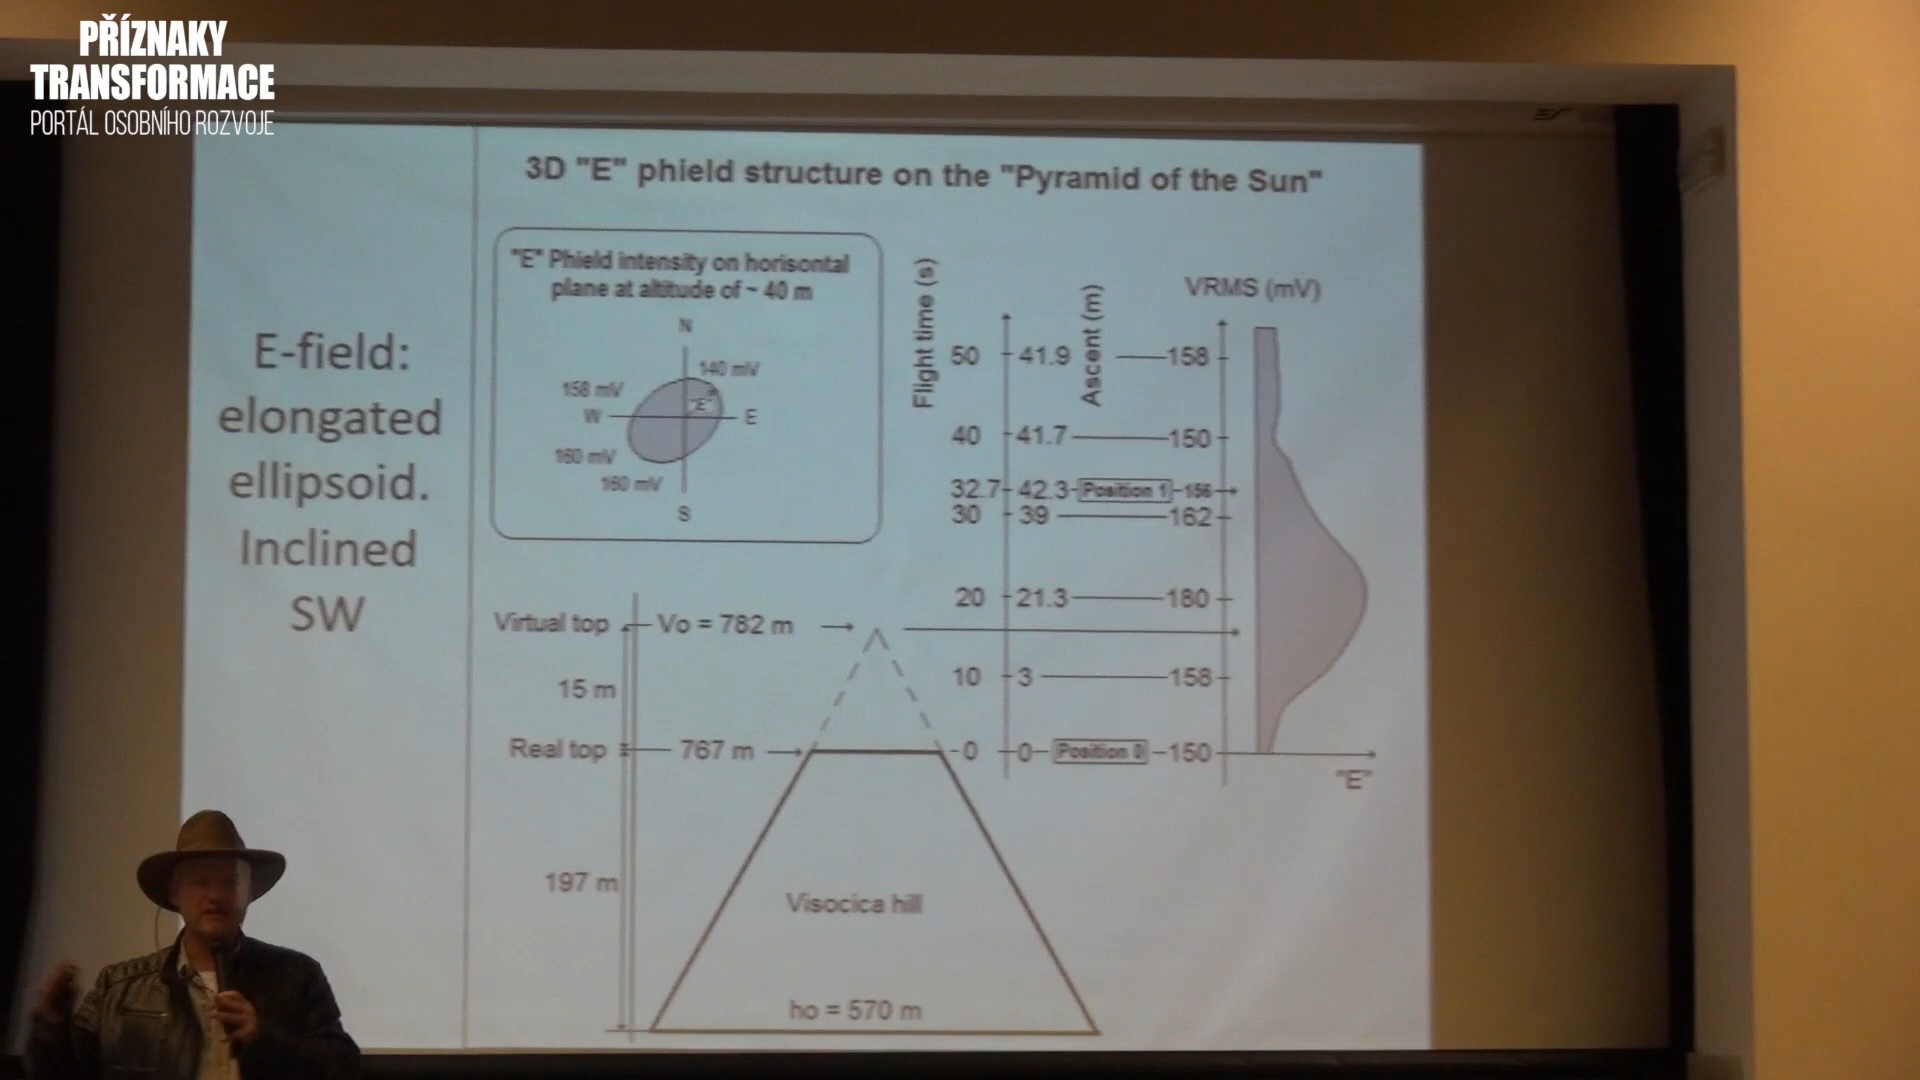 PŘÍZNAKY
TRANSFORMACE
PORTÁL OSOBNÍHO ROZVOJE
3D "E" phield structure on the "Pyramid of the Sun"
E-field:
elongated
ellipsoid.
Inclined
SW
"E" Phield intensity on horisontal
plane at altitude of ~ 40 m
N
140 mV
158 mV
"E"
W
E
160 mV
160 mV
S
Flight time (s)
Ascent (m)
VRMS (mV)
50 41.9 158
40 41.7 150
32.7 42.3 Position 1 156
30 39 162
20 21.3 180
10 3 158
0 0 Position 0 150
"E"
Virtual top Vo = 782 m
15 m
Real top 767 m
197 m
Visocica hill
ho = 570 m